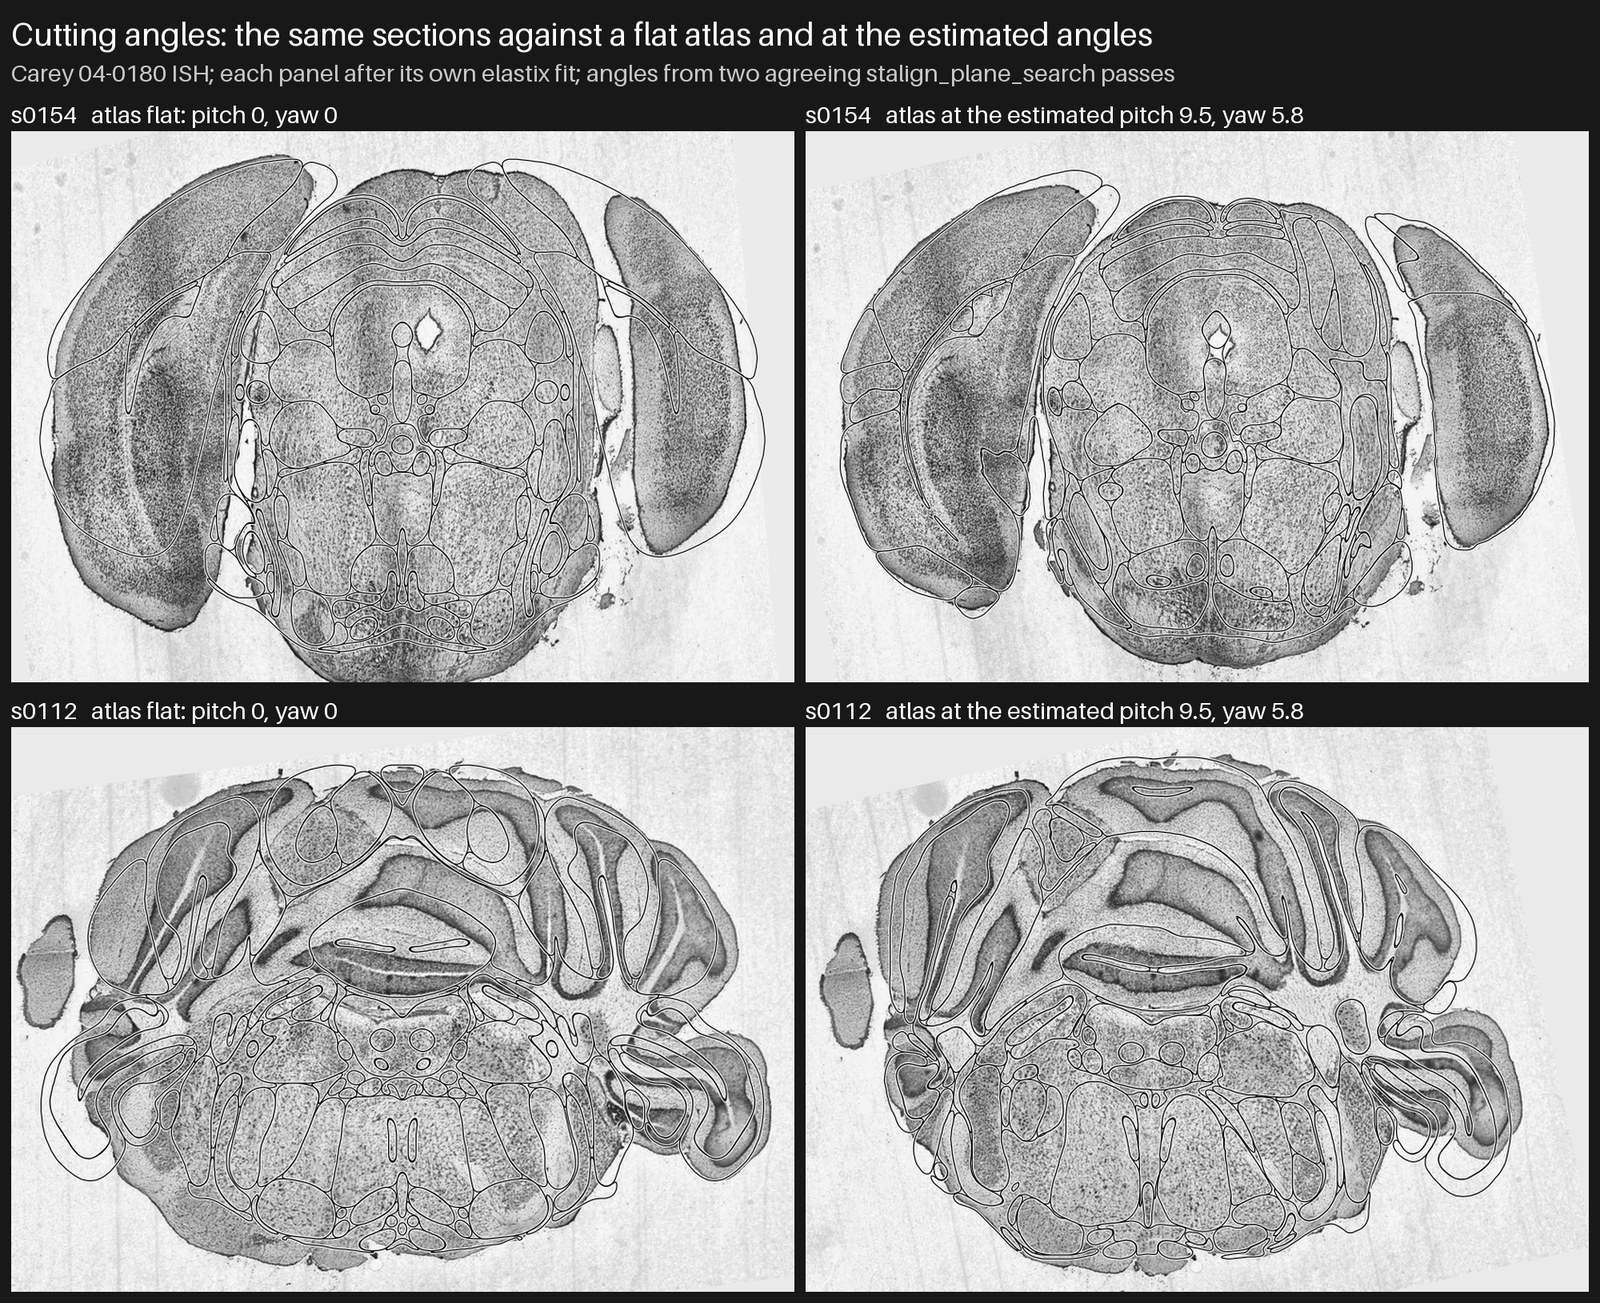 Cutting angles: the same sections against a flat atlas and at the estimated angles
Carey 04-0180 ISH; each panel after its own elastix fit; angles from two agreeing stalign_plane_search passes
s0154 atlas flat: pitch 0, yaw 0
s0154 atlas at the estimated pitch 9.5, yaw 5.8
s0112 atlas flat: pitch 0, yaw 0
s0112 atlas at the estimated pitch 9.5, yaw 5.8